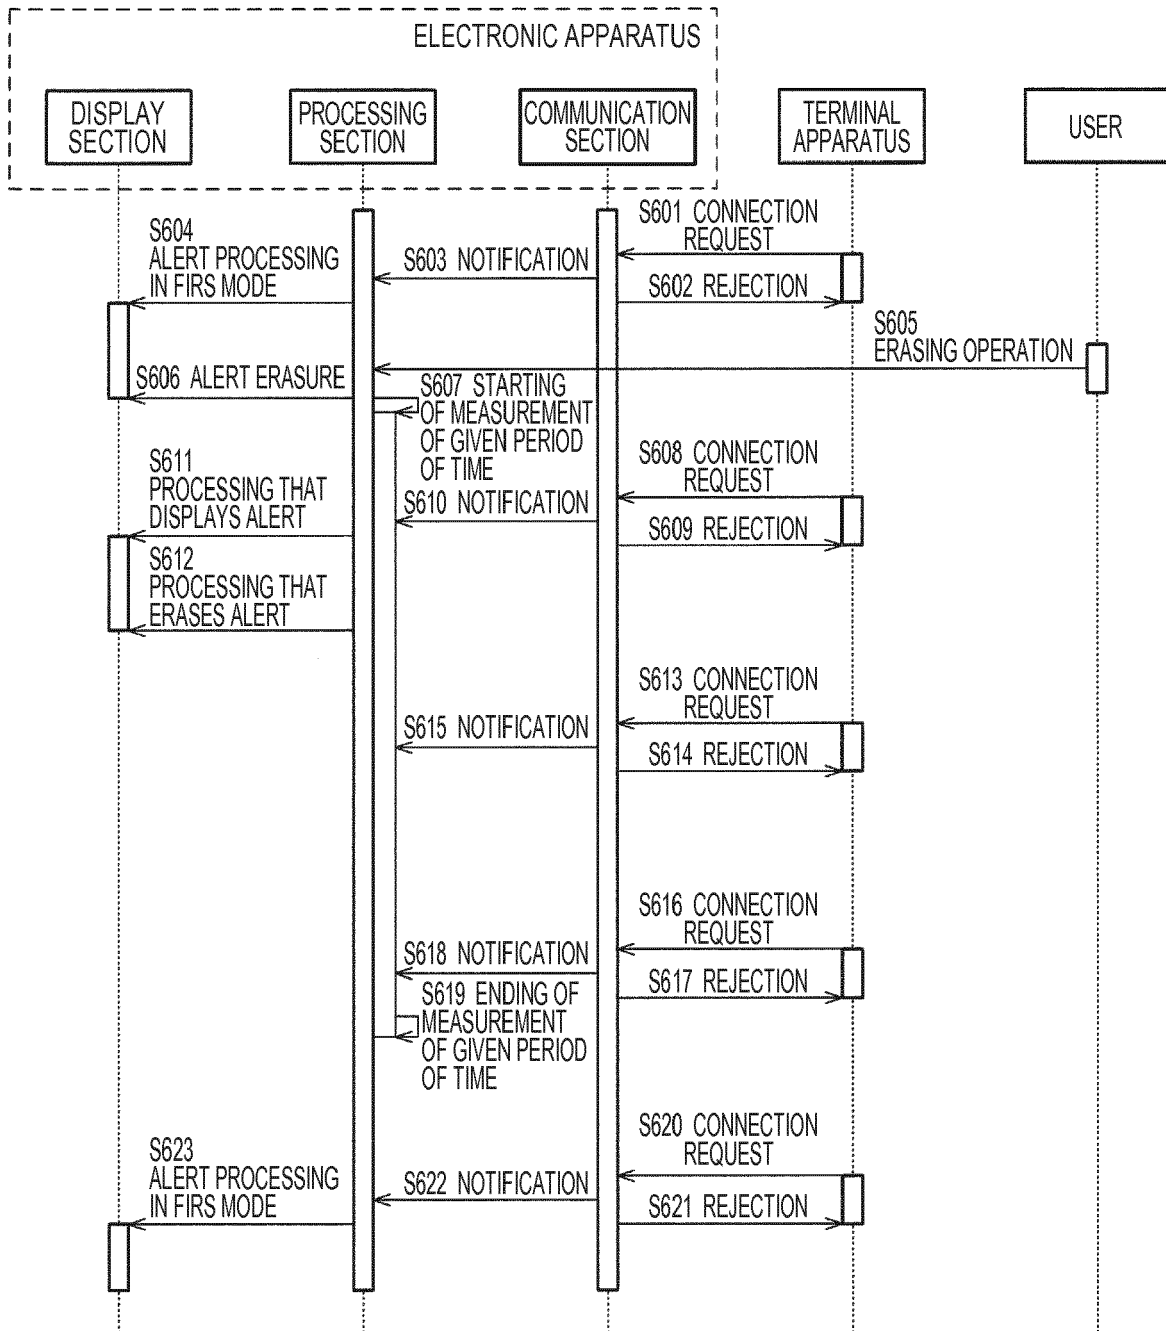 ELECTRONIC APPARATUS
DISPLAY
SECTION
PROCESSING
SECTION
COMMUNICATION
SECTION
TERMINAL
APPARATUS
USER
S601 CONNECTION
REQUEST
S603 NOTIFICATION
S602 REJECTION
S604
ALERT PROCESSING
IN FIRS MODE
S605
ERASING OPERATION
S606 ALERT ERASURE
S607 STARTING
OF MEASUREMENT
OF GIVEN PERIOD
OF TIME
S608 CONNECTION
REQUEST
S610 NOTIFICATION
S609 REJECTION
S611
PROCESSING THAT
DISPLAYS ALERT
S612
PROCESSING THAT
ERASES ALERT
S613 CONNECTION
REQUEST
S615 NOTIFICATION
S614 REJECTION
S616 CONNECTION
REQUEST
S618 NOTIFICATION
S617 REJECTION
S619 ENDING OF
MEASUREMENT
OF GIVEN PERIOD
OF TIME
S620 CONNECTION
REQUEST
S622 NOTIFICATION
S621 REJECTION
S623
ALERT PROCESSING
IN FIRS MODE